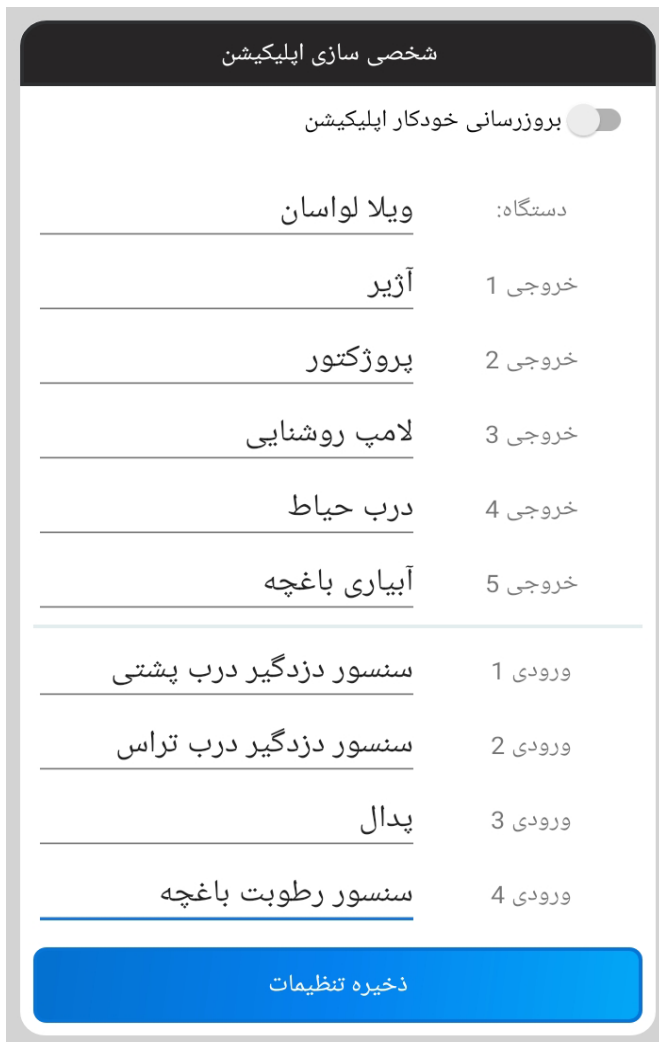 شخصی سازی اپلیکیشن
بروزرسانی خودکار اپلیکیشن
دستگاه: ویلا لواسان
خروجی 1 آژیر
خروجی 2 پروژکتور
خروجی 3 لامپ روشنایی
خروجی 4 درب حیاط
خروجی 5 آبیاری باغچه
ورودی 1 سنسور دزدگیر درب پشتی
ورودی 2 سنسور دزدگیر درب تراس
ورودی 3 پدال
ورودی 4 سنسور رطوبت باغچه
ذخیره تنظیمات